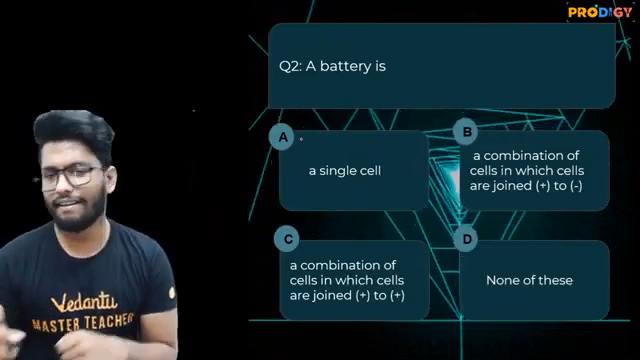 PRODIGY
Q2: A battery is
A
a single cell
B
a combination of
cells in which cells
are joined (+) to (-)
C
a combination of
cells in which cells
are joined (+) to (+)
D
None of these
Vedantu
MASTER TEACHER